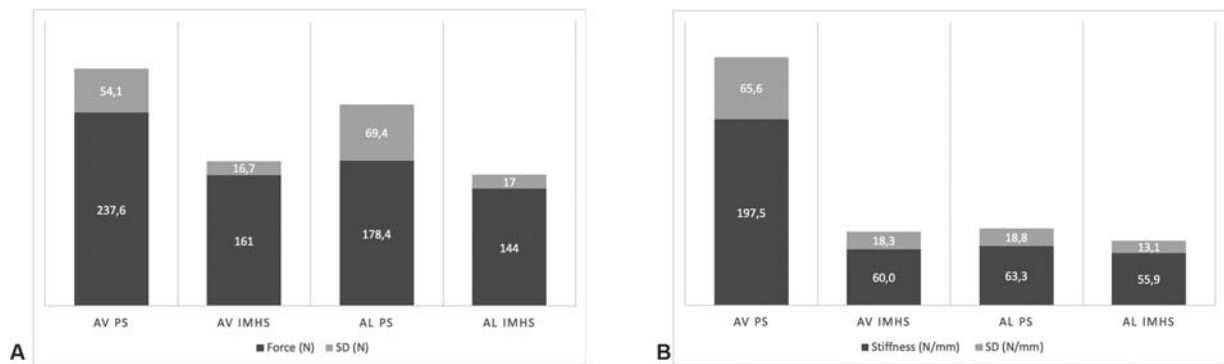 54,1
237,6
16,7
161
69,4
178,4
17
144
AV PS AV IMHS AL PS AL IMHS
Force (N) SD (N)
A
65,6
197,5
18,3
60,0
18,8
63,3
13,1
55,9
AV PS AV IMHS AL PS AL IMHS
Stiffness (N/mm) SD (N/mm)
B